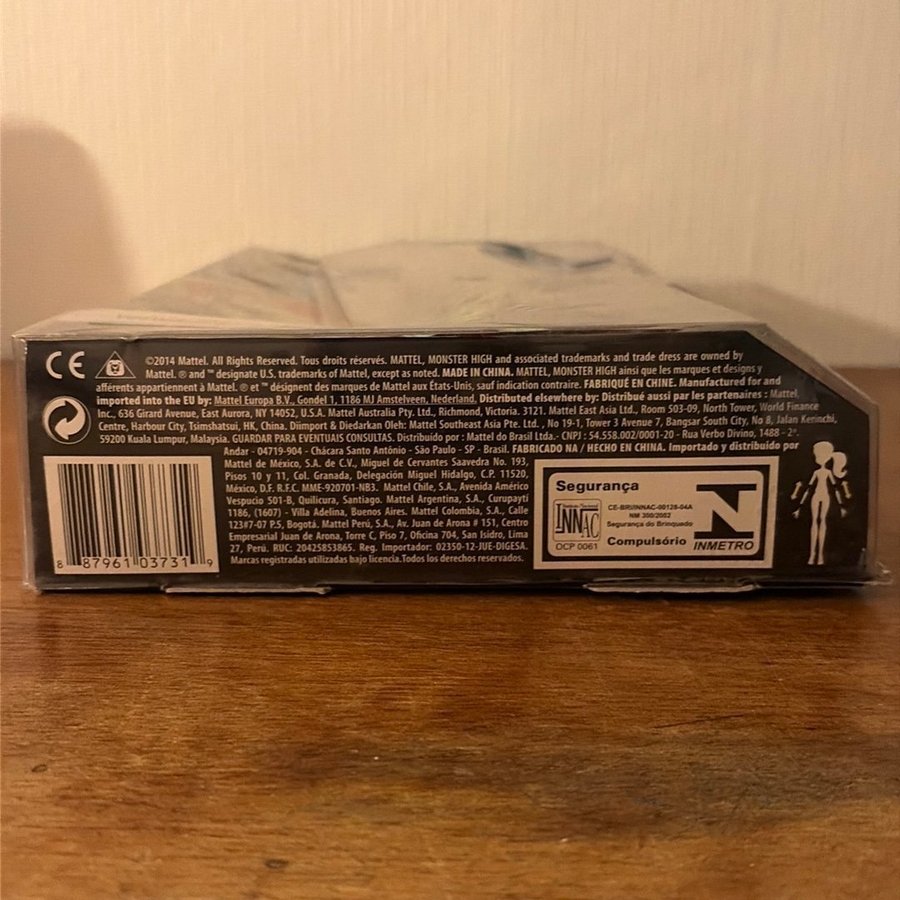 CE
©2014 Mattel. All Rights Reserved. Tous droits réservés. MATTEL, MONSTER HIGH and associated trademarks and trade dress are owned by
Mattel. ® and ™ designate U.S. trademarks of Mattel, except as noted. MADE IN CHINA. MATTEL, MONSTER HIGH ainsi que les marques et designs y
afférents appartiennent à Mattel. ® et ™ désignent des marques de Mattel aux États-Unis, sauf indication contraire. FABRIQUÉ EN CHINE. Manufactured for and
imported into the EU by: Mattel Europa B.V., Gondel 1, 1186 MJ Amstelveen, Nederland. Distributed elsewhere by: Distribué aussi par les partenaires : Mattel,
Inc., 636 Girard Avenue, East Aurora, NY 14052, U.S.A. Mattel Australia Pty. Ltd., Richmond, Victoria. 3121. Mattel East Asia Ltd., Room 503-09, North Tower, World Finance
Centre, Harbour City, Tsimshatsui, HK, China. Diimport & Diedarkan Oleh: Mattel Southeast Asia Pte. Ltd., No 19-1, Tower 3 Avenue 7, Bangsar South City, No 8, Jalan Kerinchi,
59200 Kuala Lumpur, Malaysia. GUARDAR PARA EVENTUAIS CONSULTAS. Distribuido por : Mattel do Brasil Ltda.- CNPJ : 54.558.002/0001-20 - Rua Verbo Divino, 1488 - 2º.
Andar - 04719-904 - Chácara Santo Antônio - São Paulo - SP - Brasil. FABRICADO NA / HECHO EN CHINA. Importado y distribuido por
Mattel de México, S.A. de C.V., Miguel de Cervantes Saavedra No. 193,
Pisos 10 y 11, Col. Granada, Delegación Miguel Hidalgo, C.P. 11520,
México, D.F. R.F.C. MME-920701-NB3. Mattel Chile, S.A., Avenida Américo
Vespucio 501-B, Quilicura, Santiago. Mattel Argentina, S.A., Curupaytí
1186, (1607) - Villa Adelina, Buenos Aires. Mattel Colombia, S.A., Calle
123#7-07 P.5, Bogotá. Mattel Perú, S.A., Av. Juan de Arona # 151, Centro
Empresarial Juan de Arona, Torre C, Piso 7, Oficina 704, San Isidro, Lima
27, Perú. RUC: 20425853865. Reg. Importador: 02350-12-JUE-DIGESA.
Marcas registradas utilizadas bajo licencia.Todos los derechos reservados.
8 87961 03731 9
Segurança
INNAC
OCP 0061
CE-BRI/INNAC-00128-04A
NM 300/2002
Segurança do Brinquedo
Compulsório
INMETRO